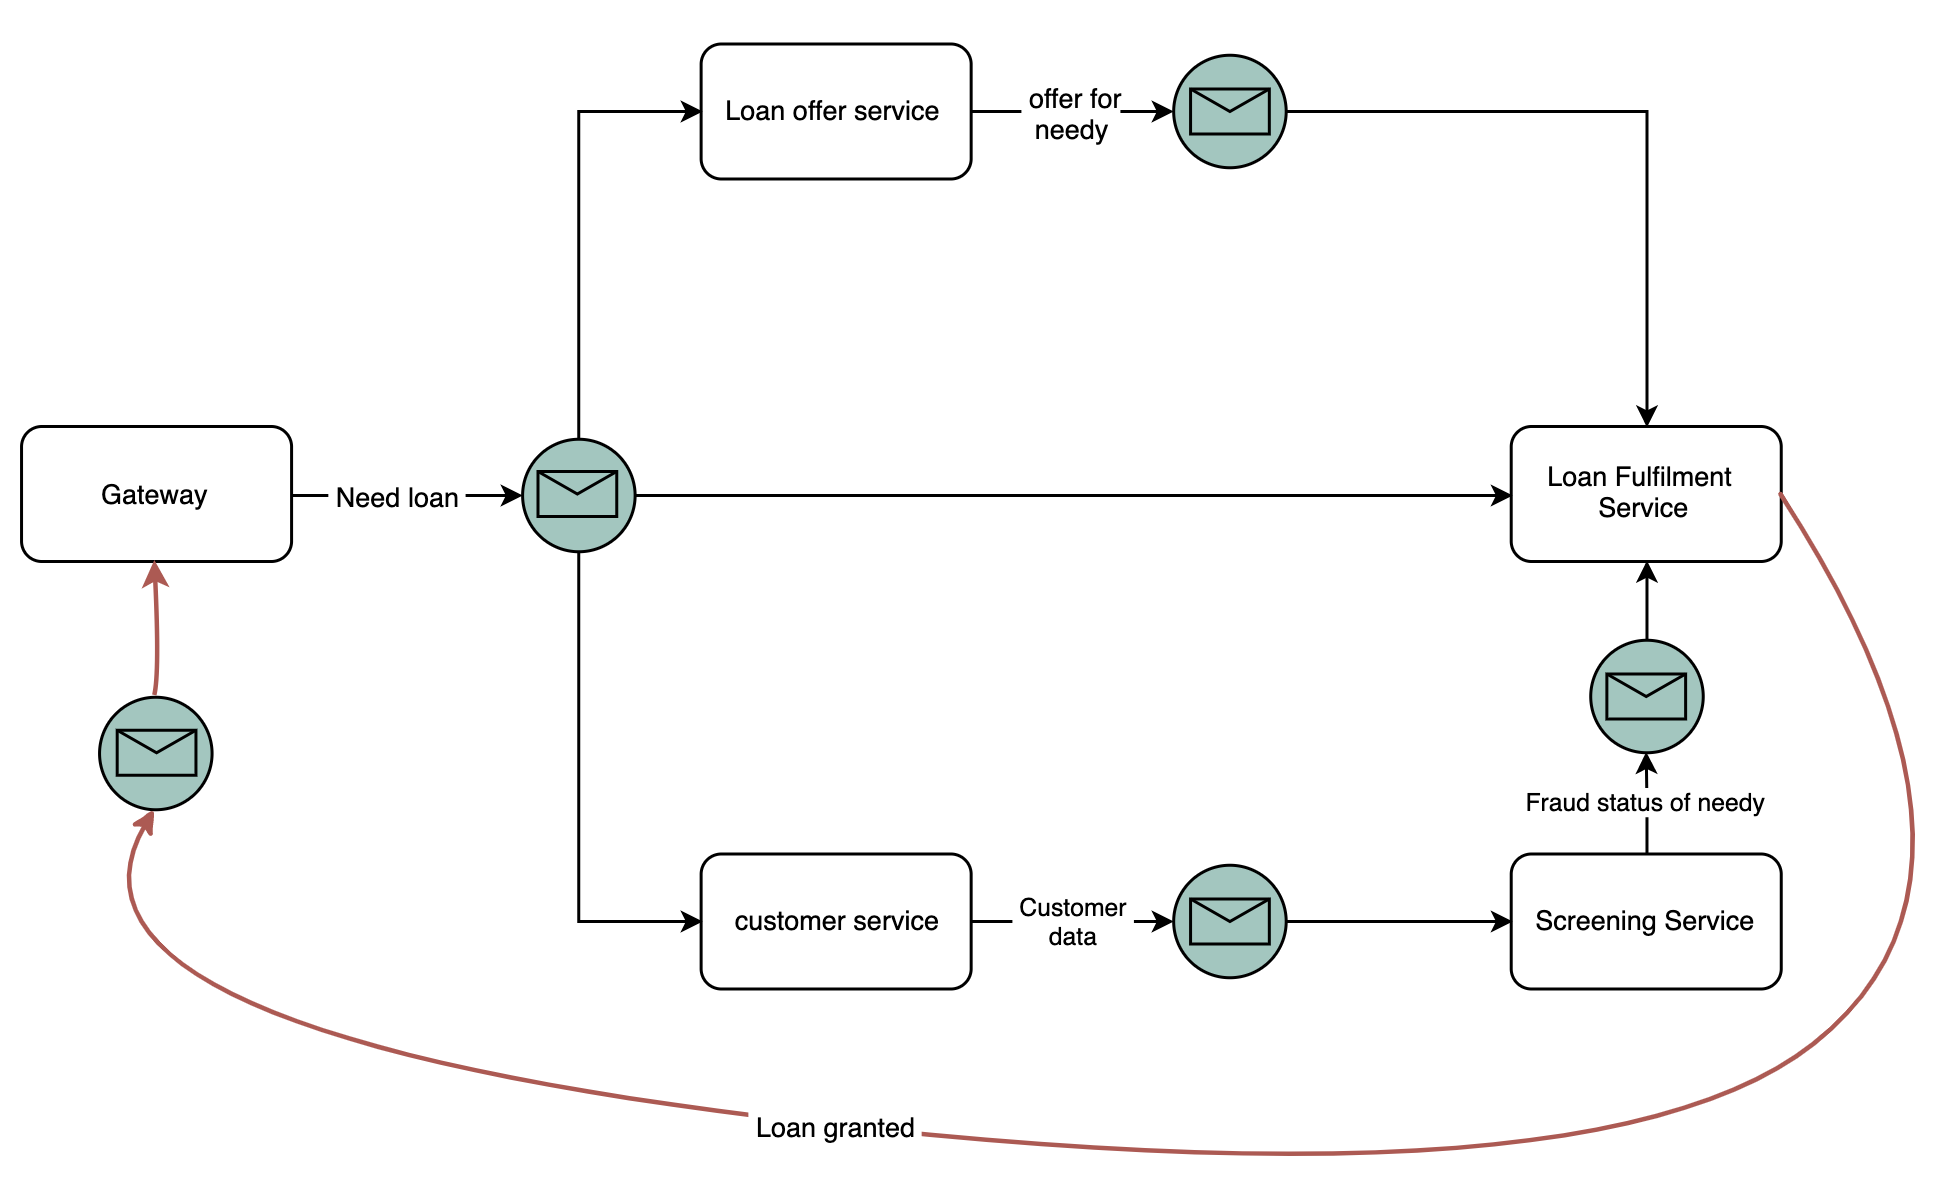 Loan offer service
offer for
needy
Gateway
Need loan
Loan Fulfilment
Service
Fraud status of needy
customer service
Customer
data
Screening Service
Loan granted